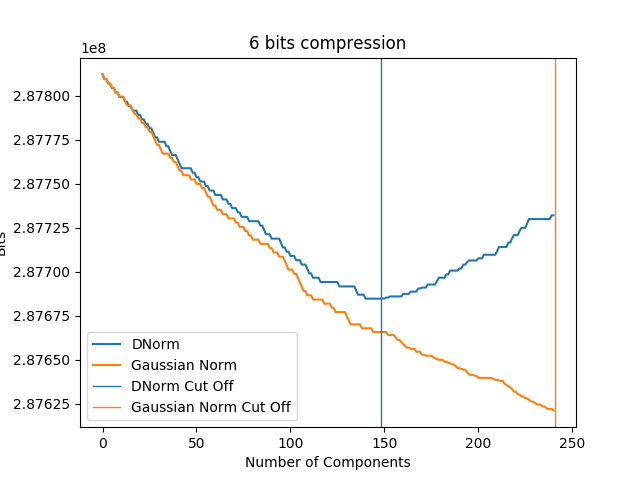 6 bits compression
1e8
2.87800
2.87775
2.87750
2.87725
2.87700
2.87675
2.87650
2.87625
Bits
DNorm
Gaussian Norm
DNorm Cut Off
Gaussian Norm Cut Off
0 50 100 150 200 250
Number of Components